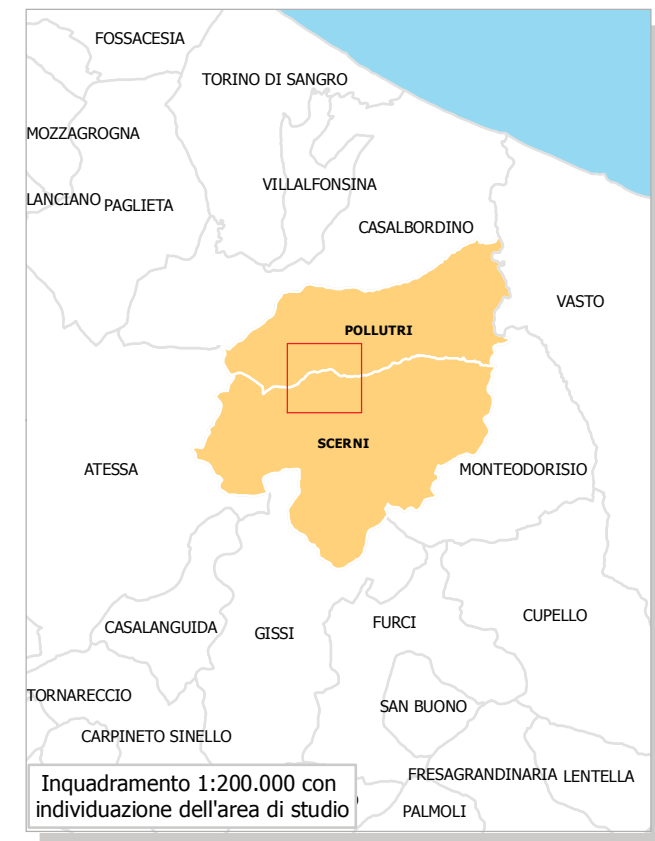 FOSSACESIA
TORINO DI SANGRO
MOZZAGROGNA
VILLALFONSINA
LANCIANO
PAGLIETA
CASALBORDINO
VASTO
POLLUTRI
SCERNI
ATESSA
MONTEODORISIO
CUPELLO
FURCI
CASALANGUIDA
GISSI
TORNARECCIO
SAN BUONO
CARPINETO SINELLO
FRESAGRANDINARIA
LENTELLA
PALMOLI
Inquadramento 1:200.000 con
individuazione dell'area di studio